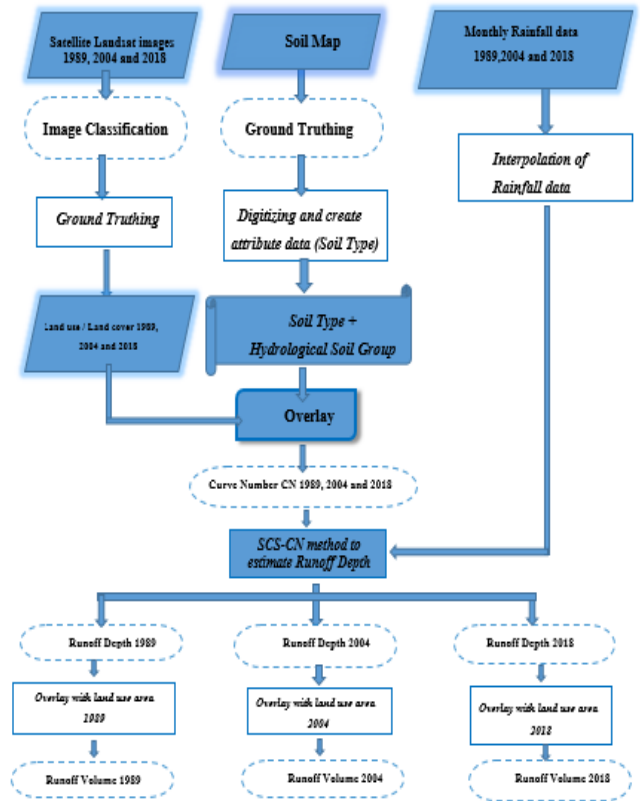 Satellite Landsat images
1989, 2004 and 2018
Soil Map
Monthly Rainfall data
1989,2004 and 2018
Image Classification
Ground Truthing
Interpolation of
Rainfall data
Ground Truthing
Digitizing and create
attribute data (Soil Type)
Land use / Land cover 1989,
2004 and 2018
Soil Type +
Hydrological Soil Group
Overlay
Curve Number CN 1989, 2004 and 2018
SCS-CN method to
estimate Runoff Depth
Runoff Depth 1989
Runoff Depth 2004
Runoff Depth 2018
Overlay with land use area
1989
Overlay with land use area
2004
Overlay with land use area
2018
Runoff Volume 1989
Runoff Volume 2004
Runoff Volume 2018